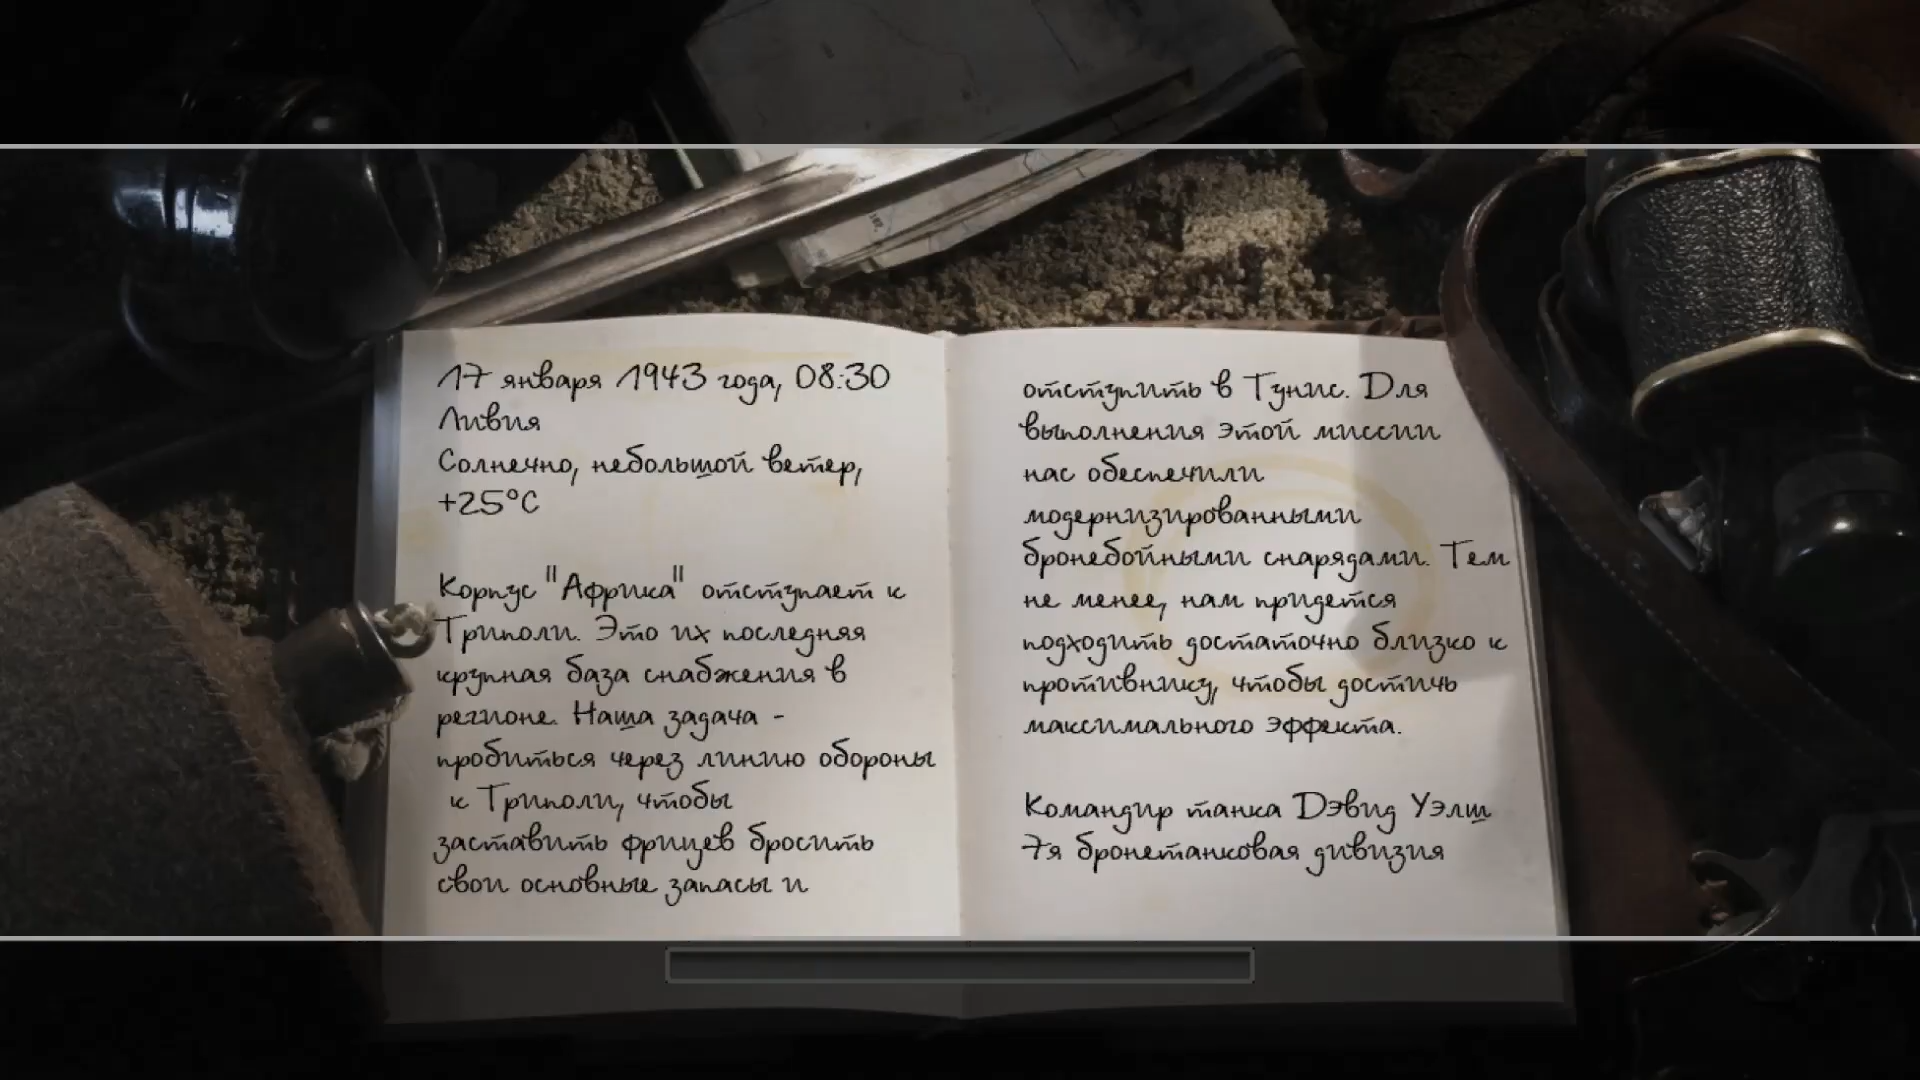 17 января 1943 года, 08:30
Ливия
Солнечно, небольшой ветер,
+25°C
Корпус "Африка" отступает к
Триполи. Это их последняя
крупная база снабжения в
регионе. Наша задача -
пробиться через линию обороны
к Триполи, чтобы
заставить фрицев бросить
свои основные запасы и
отступить в Тунис. Для
выполнения этой миссии
нас обеспечили
модернизированными
бронебойными снарядами. Тем
не менее, нам придется
подходить достаточно близко к
противнику, чтобы достичь
максимального эффекта.
Командир танка Дэвид Уэлш
7я бронетанковая дивизия